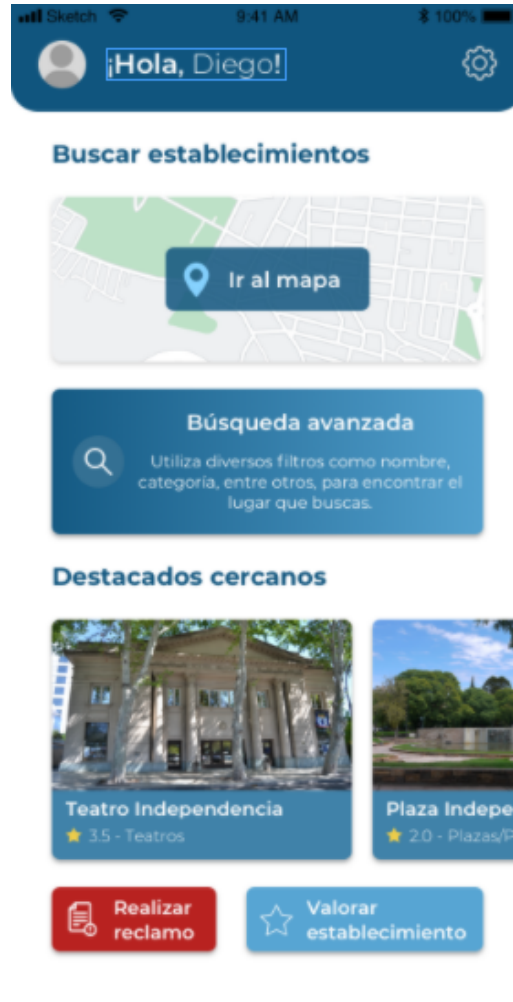 Sketch 9:41 AM 100%
¡Hola, Diego!
Buscar establecimientos
Ir al mapa
Búsqueda avanzada
Utiliza diversos filtros como nombre,
categoría, entre otros, para encontrar el
lugar que buscas.
Destacados cercanos
Teatro Independencia
3.5 - Teatros
Plaza Indepe
2.0 - Plazas/P
Realizar
reclamo
Valorar
establecimiento